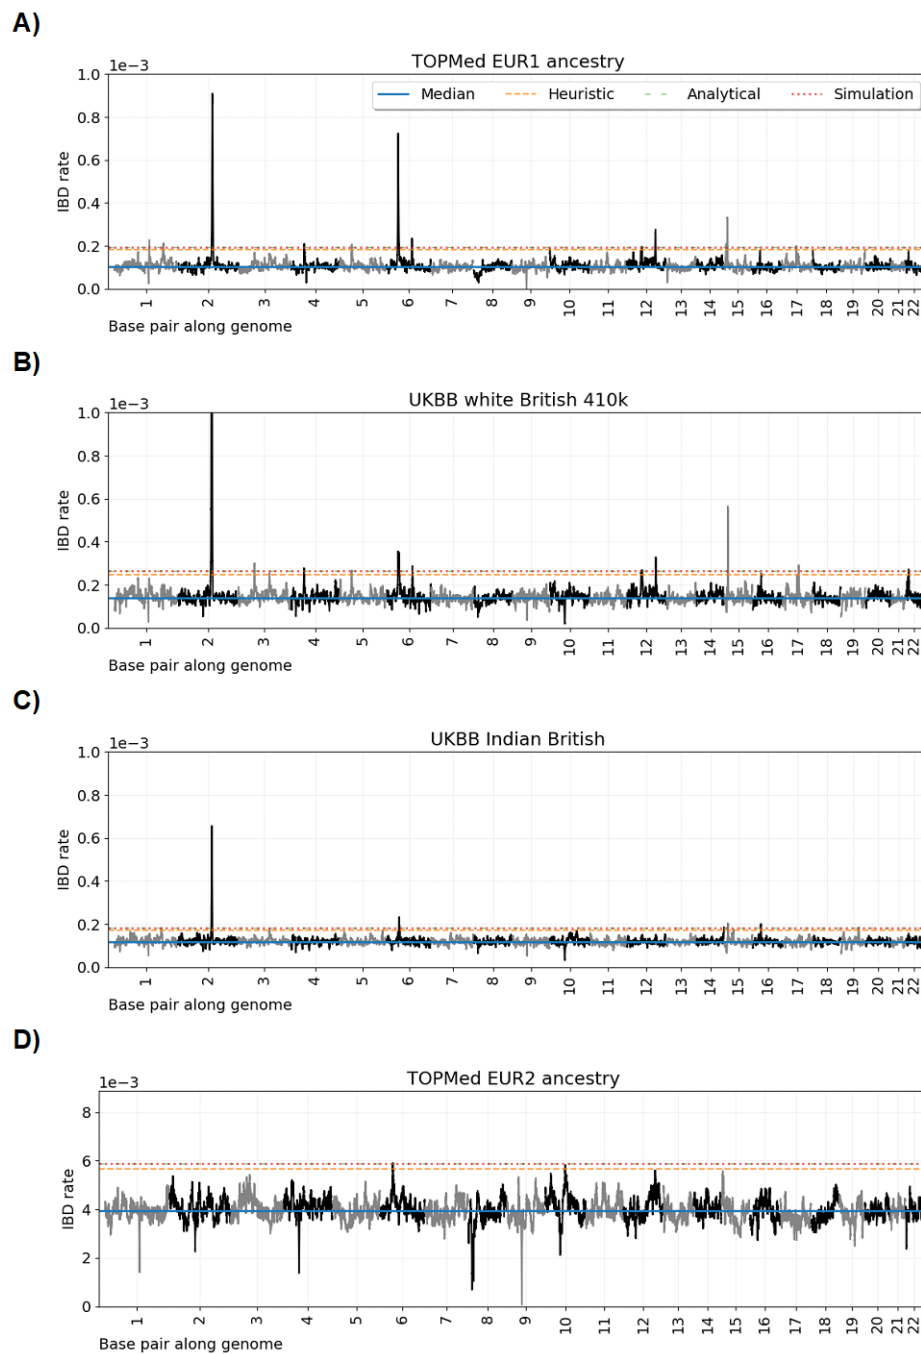 A)
TOPMed EUR1 ancestry
1e−3
Median Heuristic Analytical Simulation
1.0
0.8
0.6
0.4
0.2
0.0
IBD rate
1 2 3 4 5 6 7 8 9 10 11 12 13 14 15 16 17 18 19 20 21 22
Base pair along genome
B)
UKBB white British 410k
1e−3
1.0
0.8
0.6
0.4
0.2
0.0
IBD rate
1 2 3 4 5 6 7 8 9 10 11 12 13 14 15 16 17 18 19 20 21 22
Base pair along genome
C)
UKBB Indian British
1e−3
1.0
0.8
0.6
0.4
0.2
0.0
IBD rate
1 2 3 4 5 6 7 8 9 10 11 12 13 14 15 16 17 18 19 20 21 22
Base pair along genome
D)
TOPMed EUR2 ancestry
1e−3
8
6
4
2
0
IBD rate
1 2 3 4 5 6 7 8 9 10 11 12 13 14 15 16 17 18 19 20 21 22
Base pair along genome